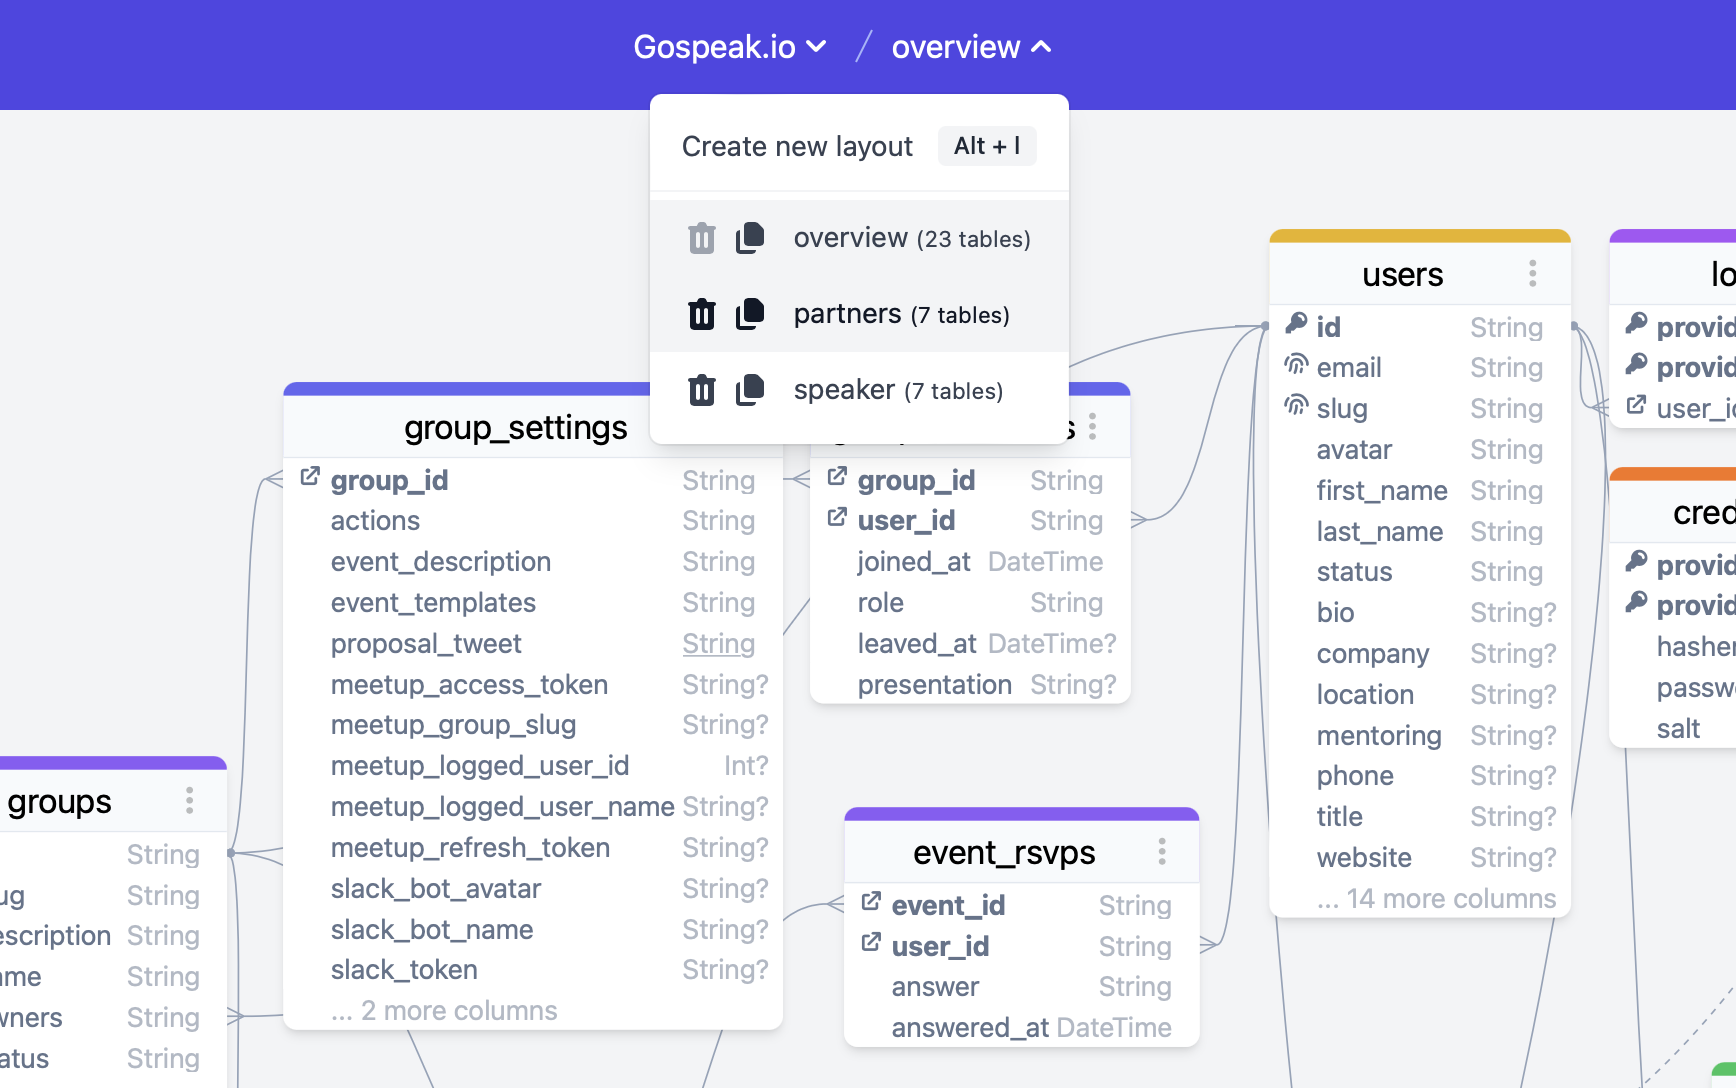 Gospeak.io / overview
Create new layout Alt + l
overview (23 tables)
partners (7 tables)
speaker (7 tables)
group_settings
group_id String
actions String
event_description String
event_templates String
proposal_tweet String
meetup_access_token String?
meetup_group_slug String?
meetup_logged_user_id Int?
meetup_logged_user_name String?
meetup_refresh_token String?
slack_bot_avatar String?
slack_bot_name String?
slack_token String?
... 2 more columns
group_id String
user_id String
joined_at DateTime
role String
leaved_at DateTime?
presentation String?
users
id String
email String
slug String
avatar String
first_name String
last_name String
status String
bio String?
company String?
location String?
mentoring String?
phone String?
title String?
website String?
... 14 more columns
provid
provid
user_id
cred
provid
provid
hasher
passw
salt
groups
String
ug String
escription String
ame String
wners String
atus String
event_rsvps
event_id String
user_id String
answer String
answered_at DateTime